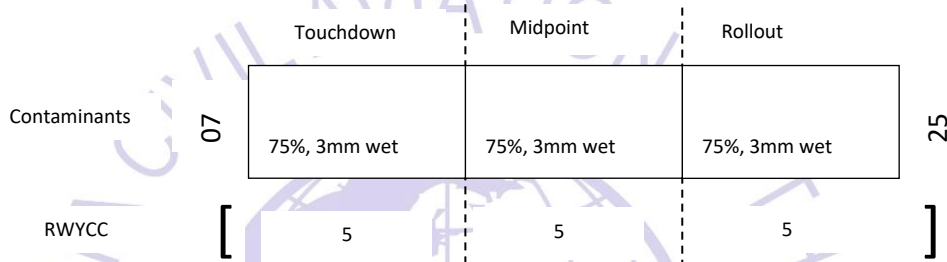 Touchdown Midpoint Rollout
Contaminants 07 75%, 3mm wet 75%, 3mm wet 75%, 3mm wet 25
RWYCC [ 5 5 5 ]